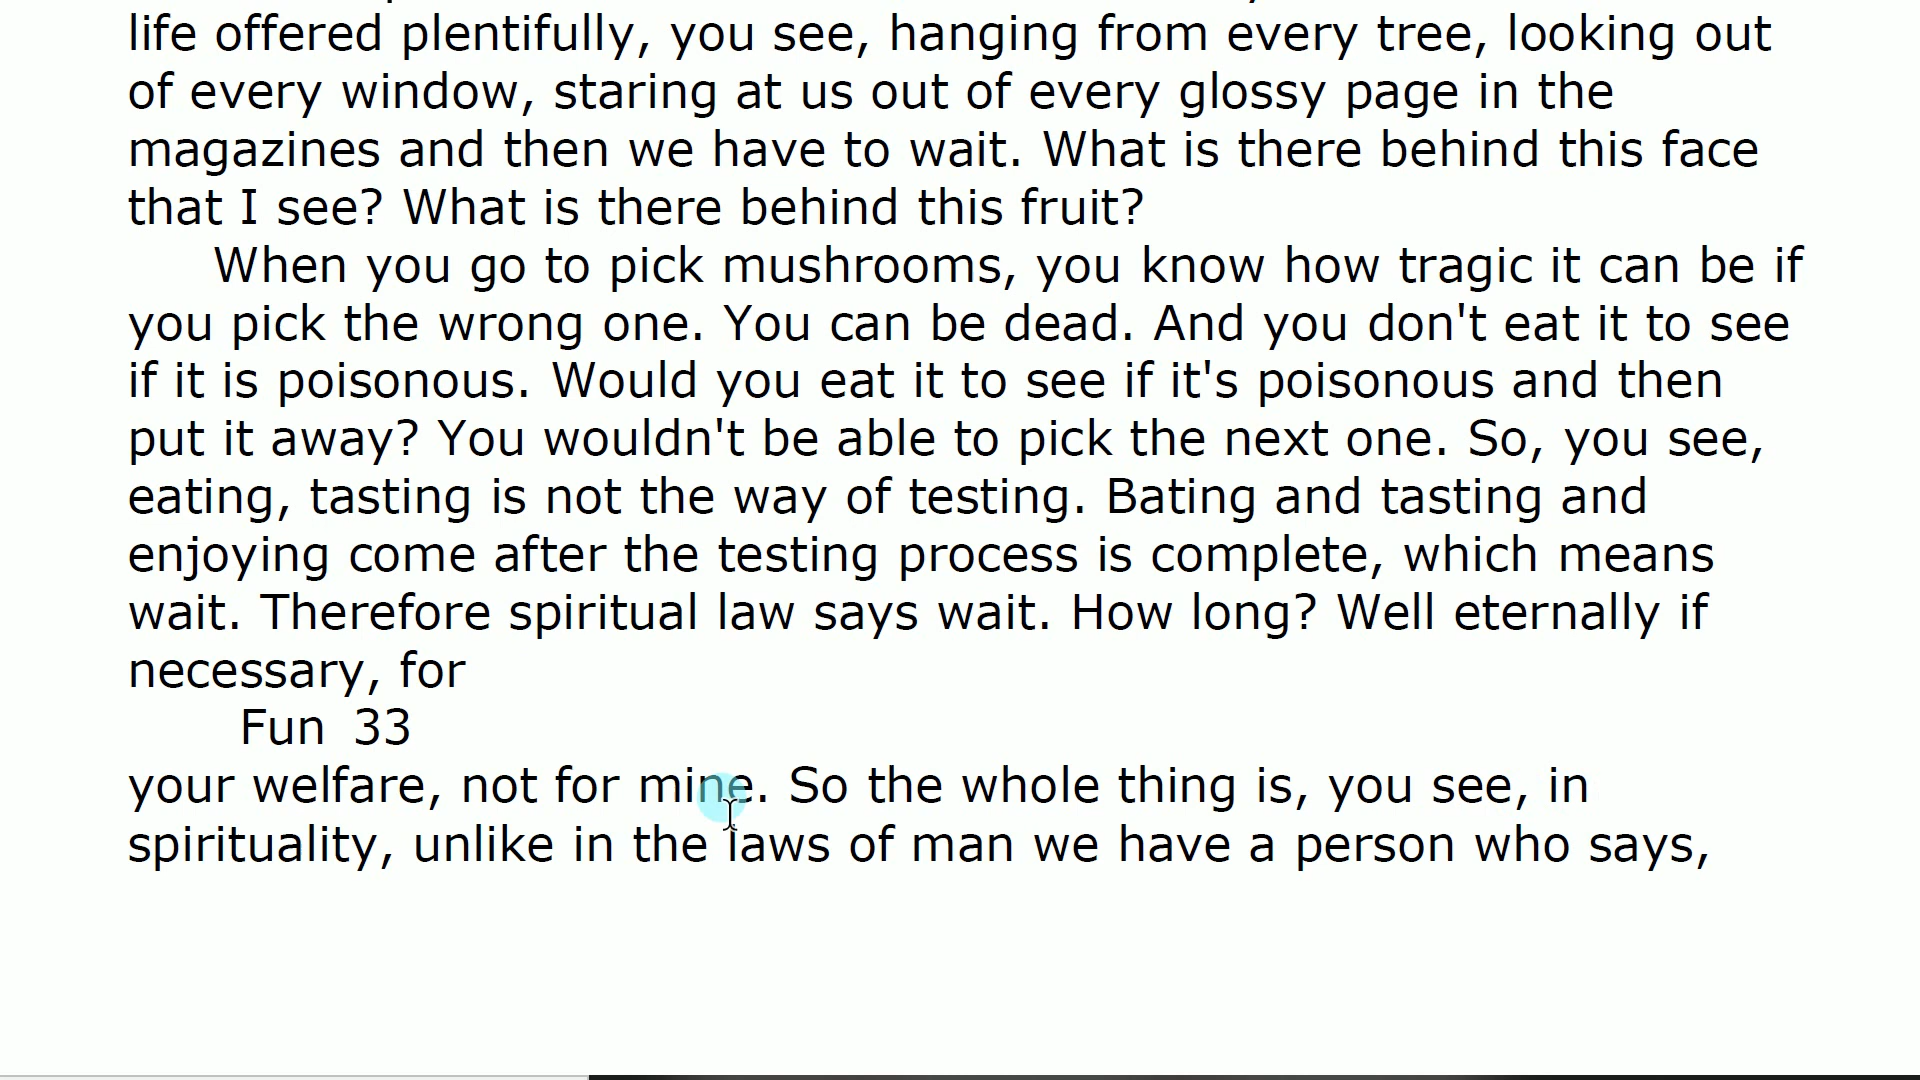 life offered plentifully, you see, hanging from every tree, looking out
of every window, staring at us out of every glossy page in the
magazines and then we have to wait. What is there behind this face
that I see? What is there behind this fruit?
When you go to pick mushrooms, you know how tragic it can be if
you pick the wrong one. You can be dead. And you don't eat it to see
if it is poisonous. Would you eat it to see if it's poisonous and then
put it away? You wouldn't be able to pick the next one. So, you see,
eating, tasting is not the way of testing. Bating and tasting and
enjoying come after the testing process is complete, which means
wait. Therefore spiritual law says wait. How long? Well eternally if
necessary, for
Fun 33
your welfare, not for mine. So the whole thing is, you see, in
spirituality, unlike in the laws of man we have a person who says,